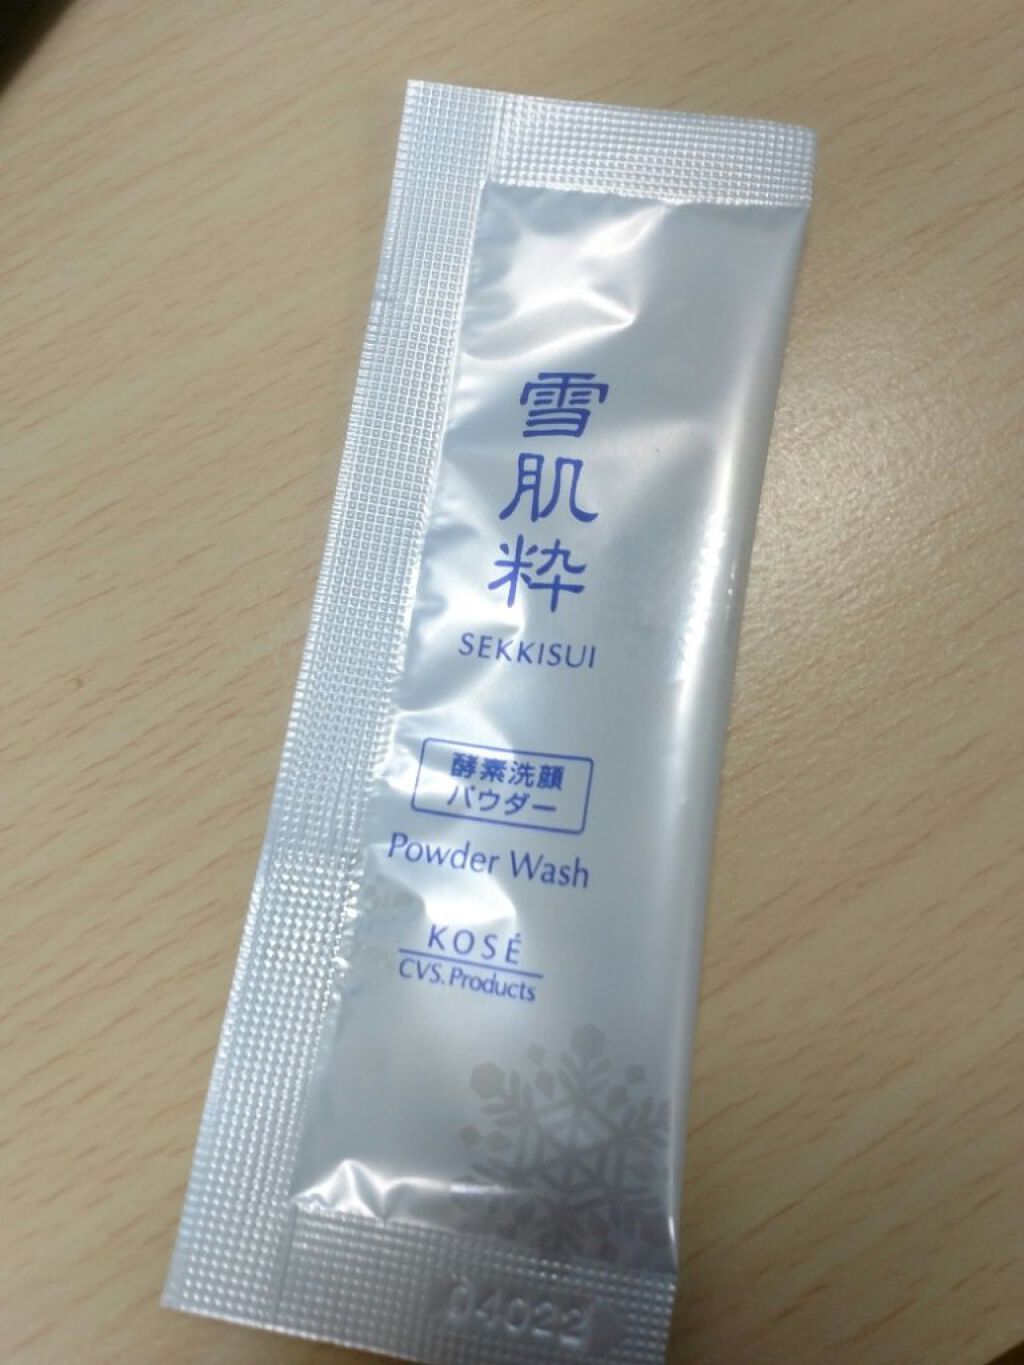 雪肌粋
SEKKISUI
酵素洗顔
パウダー
Powder Wash
KOSÉ
CVS.Products
04022